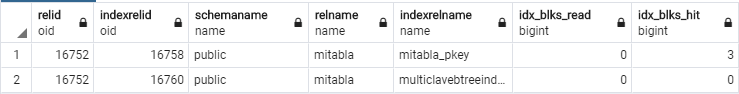 relid indexrelid schemaname relname indexrelname idx_blks_read idx_blks_hit
oid oid name name name bigint bigint
1 16752 16758 public mitabla mitabla_pkey 0 3
2 16752 16760 public mitabla multiclavebtreeind... 0 0